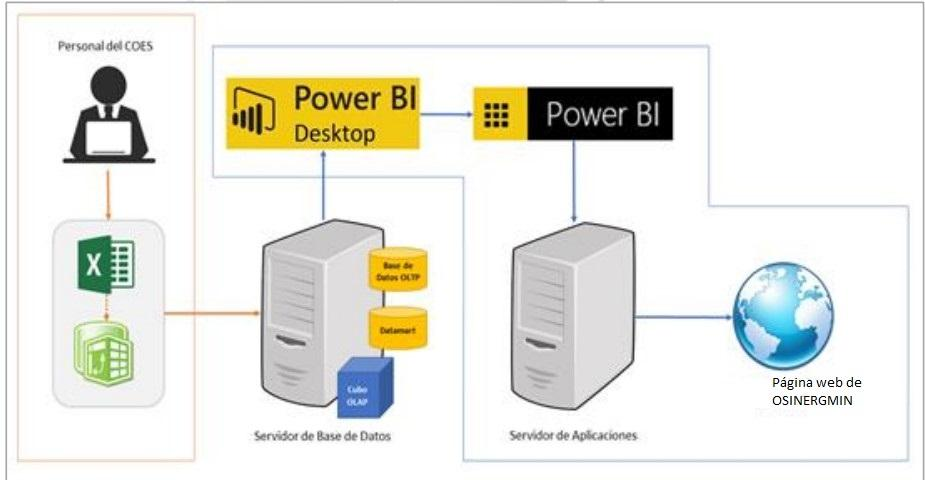 Personal del COES
Power BI
Desktop
Power BI
X
Base de
Datos OLTP
Datamart
Cubo
OLAP
Servidor de Base de Datos
Servidor de Aplicaciones
Página web de
OSINERGMIN